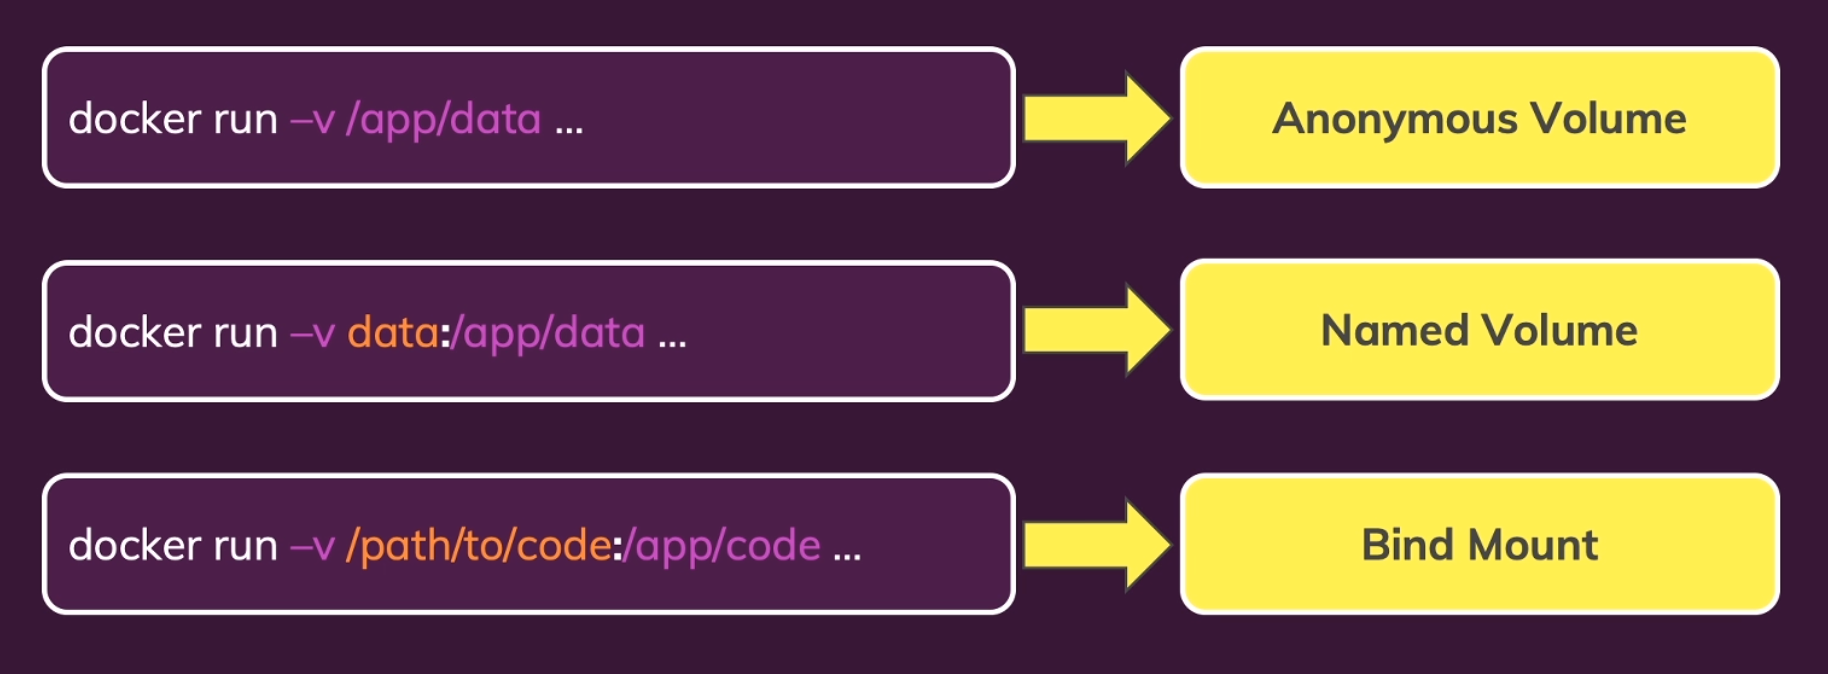 docker run –v /app/data ...
Anonymous Volume
docker run –v data:/app/data ...
Named Volume
docker run –v /path/to/code:/app/code ...
Bind Mount